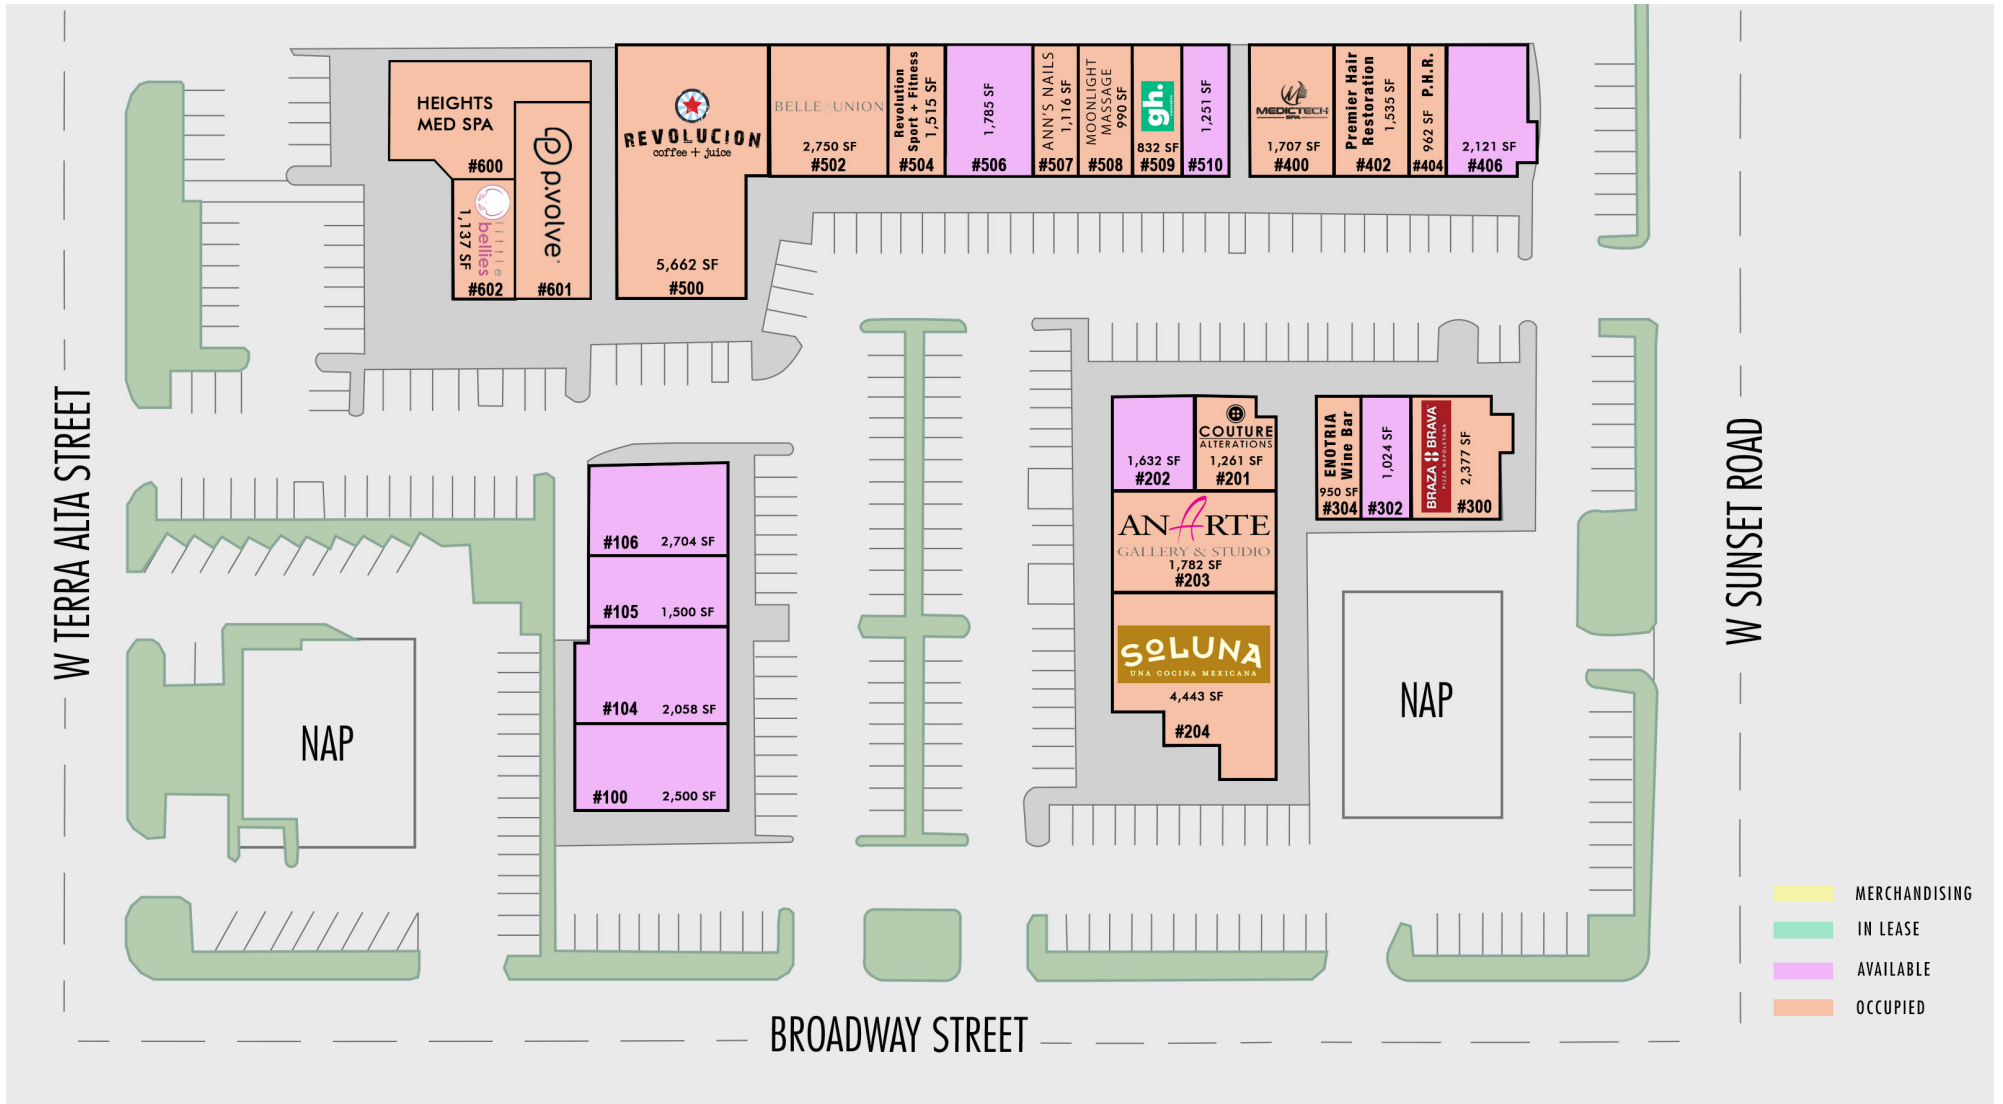 HEIGHTS
MED SPA
#600
p.volve
#601
little
bellies
1,137 SF
#602
REVOLUCION
coffee + juice
5,662 SF
#500
BELLE UNION
2,750 SF
#502
Revolution
Sport + Fitness
1,515 SF
#504
1,785 SF
#506
ANN'S NAILS
1,116 SF
#507
MOONLIGHT
MASSAGE
990 SF
#508
gh.
832 SF
#509
1,251 SF
#510
MEDICTECH
SPA
1,707 SF
#400
Premier Hair
Restoration
1,535 SF
#402
P.H.R.
962 SF
#404
2,121 SF
#406
1,632 SF
#202
COUTURE
ALTERATIONS
1,261 SF
#201
ENOTRIA
Wine Bar
950 SF
#304
1,024 SF
#302
BRAZA BRAVA
PIZZA NAPOLETANA
2,377 SF
#300
ANARTE
GALLERY & STUDIO
1,782 SF
#203
SOLUNA
UNA COCINA MEXICANA
4,443 SF
#204
#106 2,704 SF
#105 1,500 SF
#104 2,058 SF
#100 2,500 SF
NAP
NAP
W TERRA ALTA STREET
W SUNSET ROAD
BROADWAY STREET
MERCHANDISING
IN LEASE
AVAILABLE
OCCUPIED